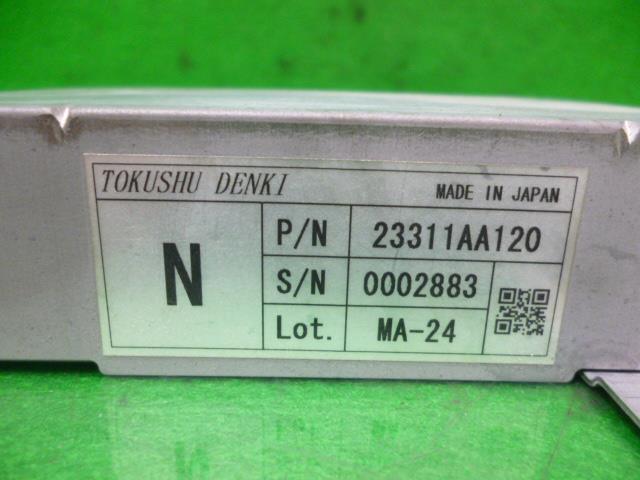 TOKUSHU DENKI MADE IN JAPAN
N
P/N 23311AA120
S/N 0002883
Lot. MA-24